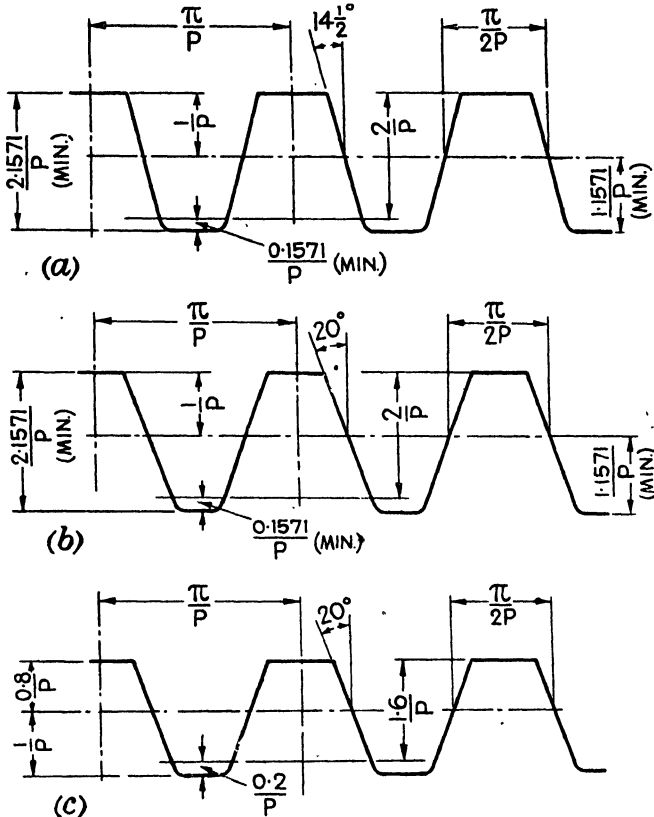 π/P
14½°
π/2P
2·1571/P (MIN.)
1/P
2/P
1·1571/P (MIN.)
0·1571/P (MIN.)
(a)
π/P
20°
π/2P
2·1571/P (MIN.)
1/P
2/P
1·1571/P (MIN.)
0·1571/P (MIN.)
(b)
π/P
20°
π/2P
0·8/P
1·6/P
1/P
0·2/P
(c)